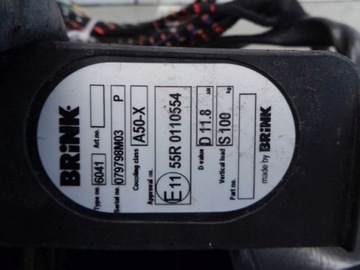 BRINK
Type no 6041 Art.no.
Serial no. 079798M03 P
Coupling class A50-X
Approval no. E11 55R 0110554
D-value D 11.8 kN
Vertical load S 100 kg
Part no.
made by BRINK